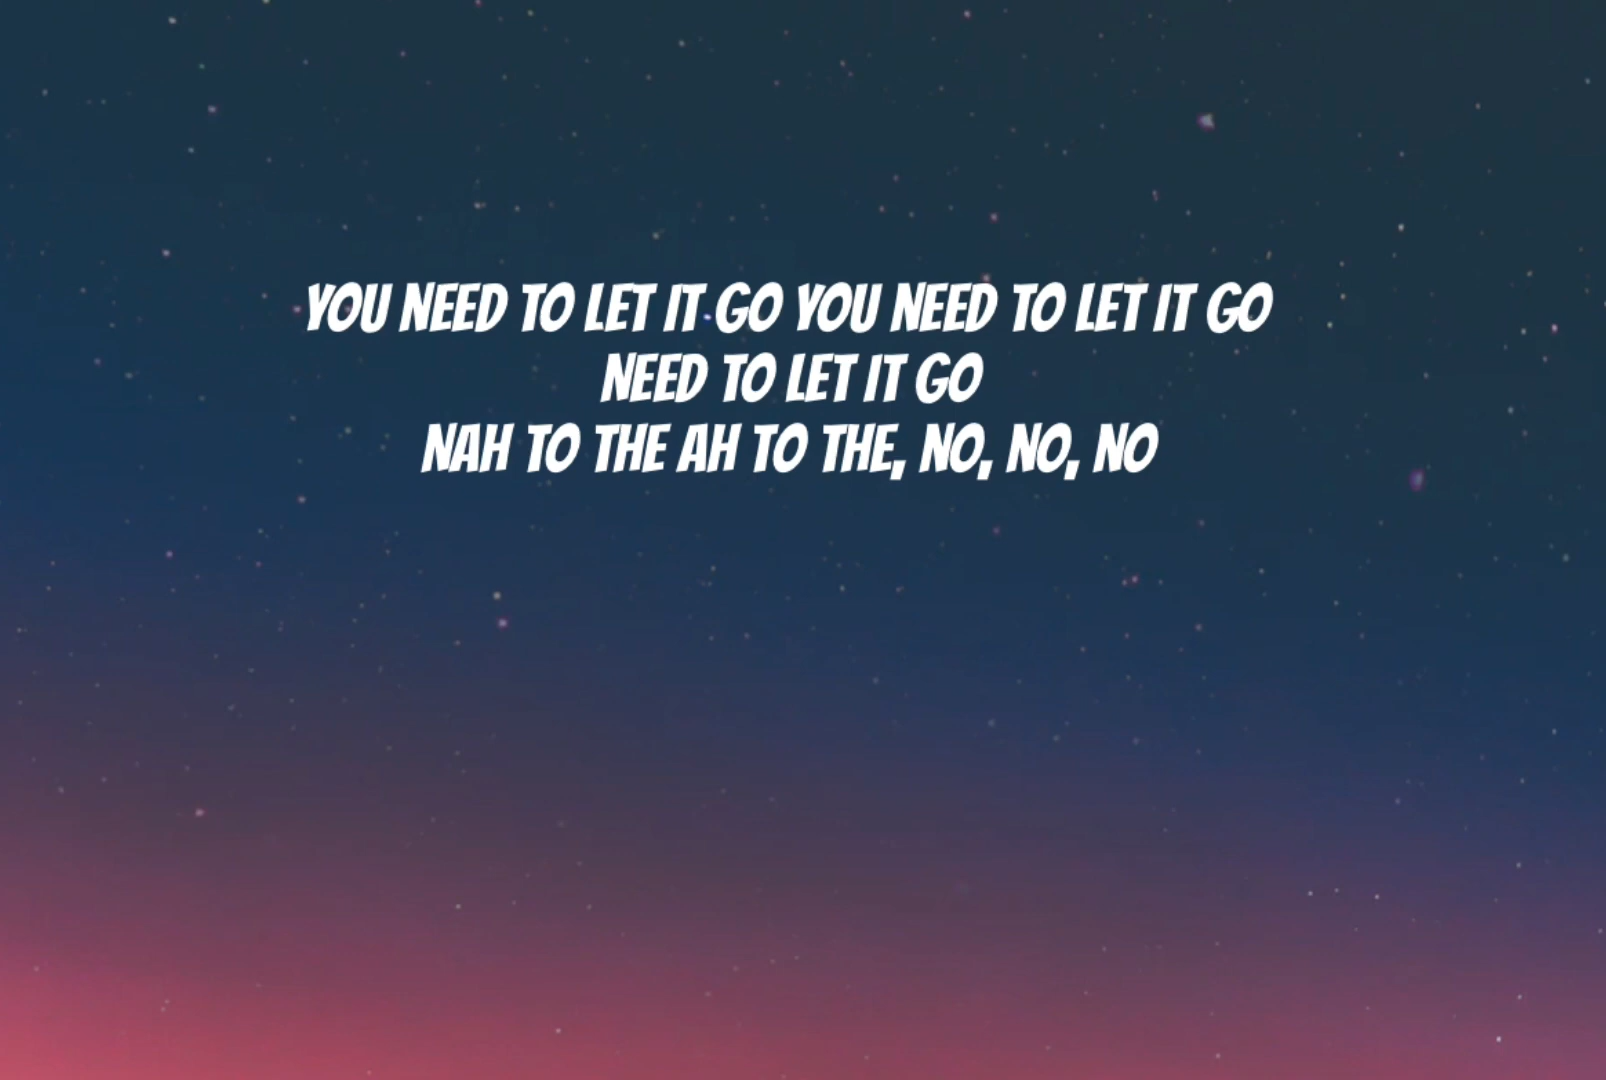 YOU NEED TO LET IT GO YOU NEED TO LET IT GO
NEED TO LET IT GO
NAH TO THE AH TO THE, NO, NO, NO